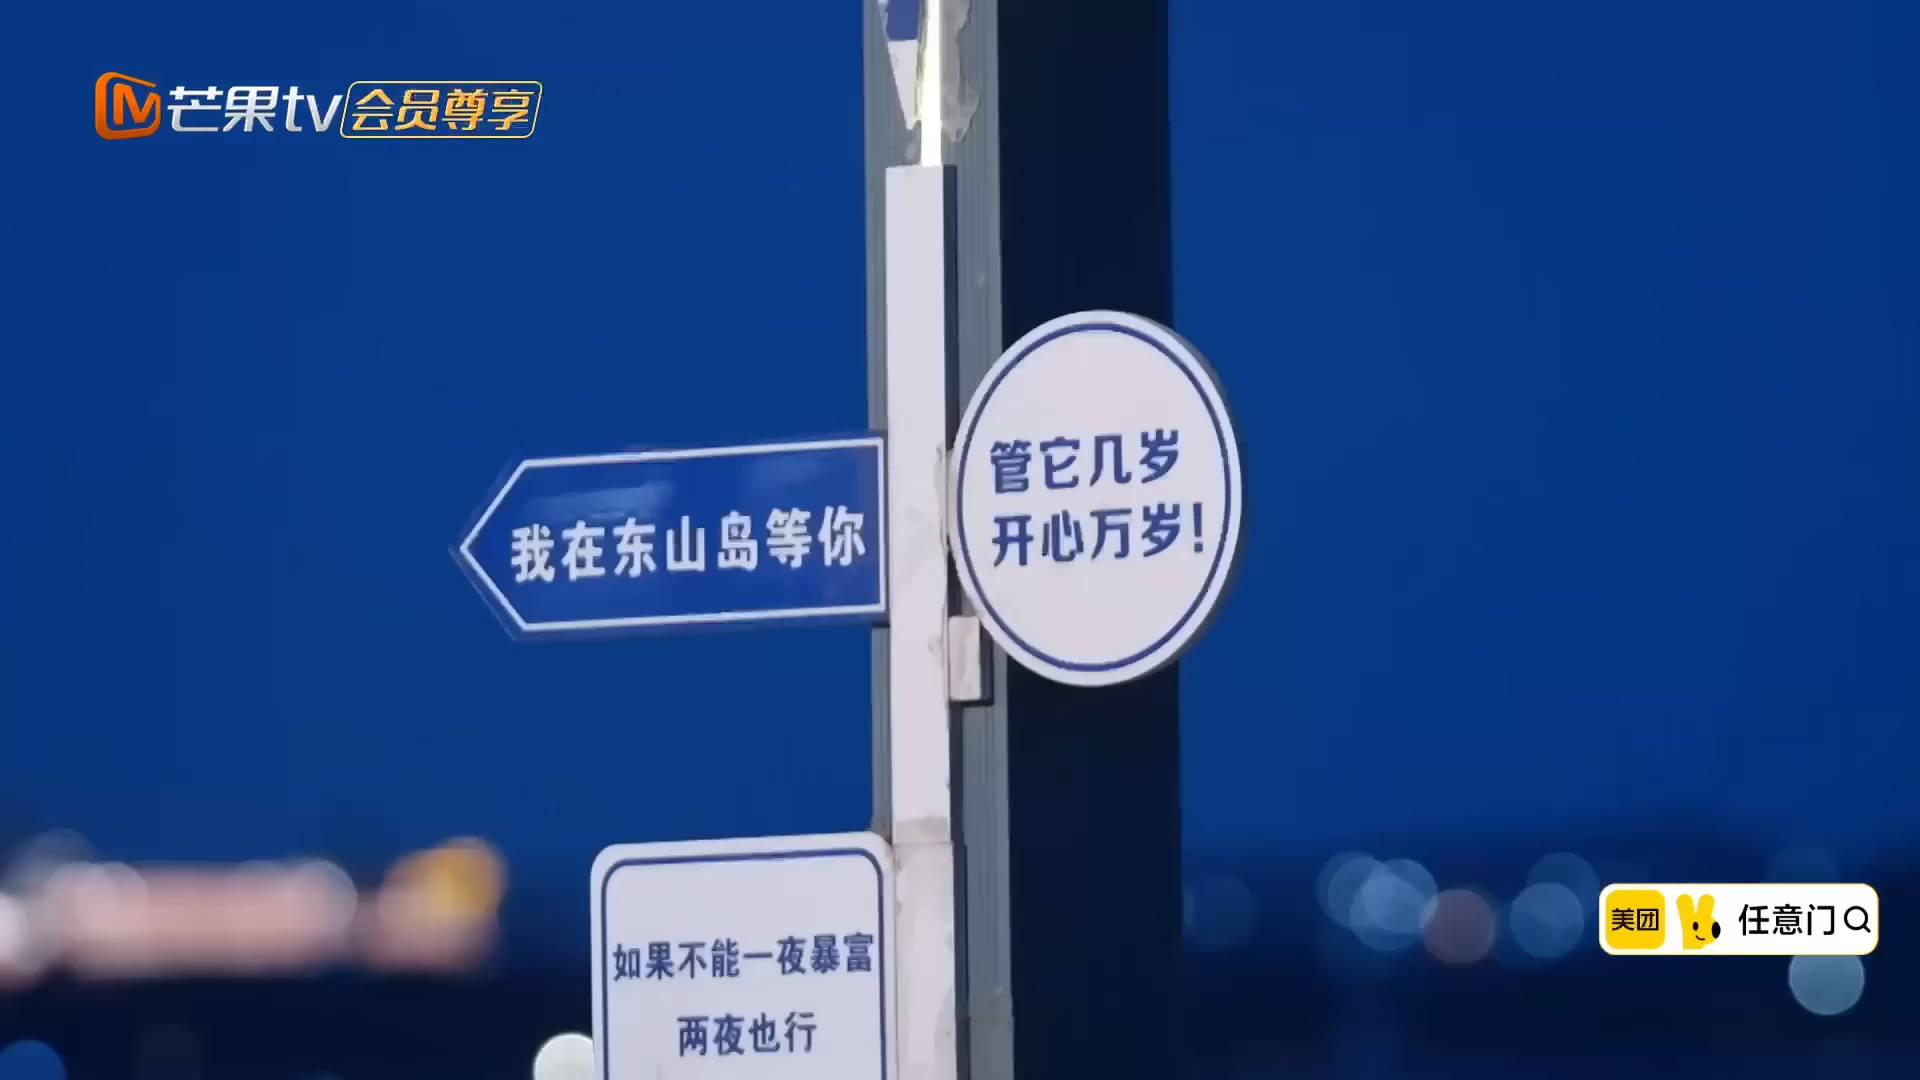 芒果tv会员尊享
管它几岁
开心万岁!
我在东山岛等你
如果不能一夜暴富
两夜也行
美团 任意门